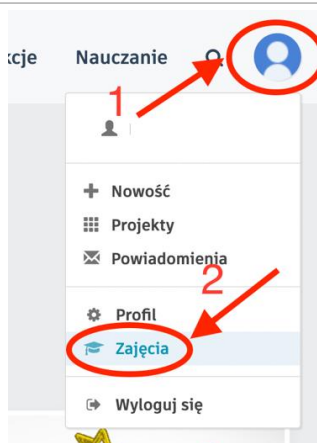 kcje Nauczanie
1
Nowość
Projekty
Powiadomienia
2
Profil
Zajęcia
Wyloguj się